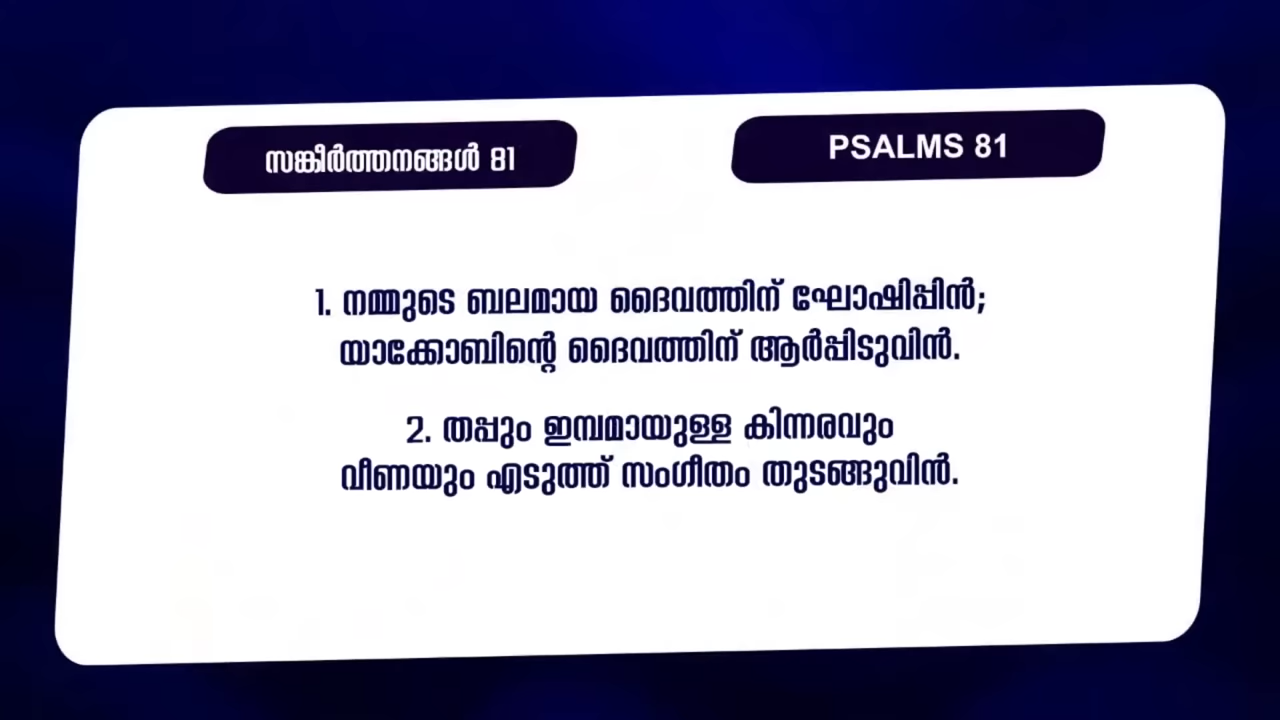 സങ്കീർത്തനങ്ങൾ 81
PSALMS 81
1. നമ്മുടെ ബലമായ ദൈവത്തിന് ഘോഷിപ്പിൻ;
യാക്കോബിന്റെ ദൈവത്തിന് ആർപ്പിടുവിൻ.
2. തപ്പും ഇമ്പമായുള്ള കിന്നരവും
വീണയും എടുത്ത് സംഗീതം തുടങ്ങുവിൻ.